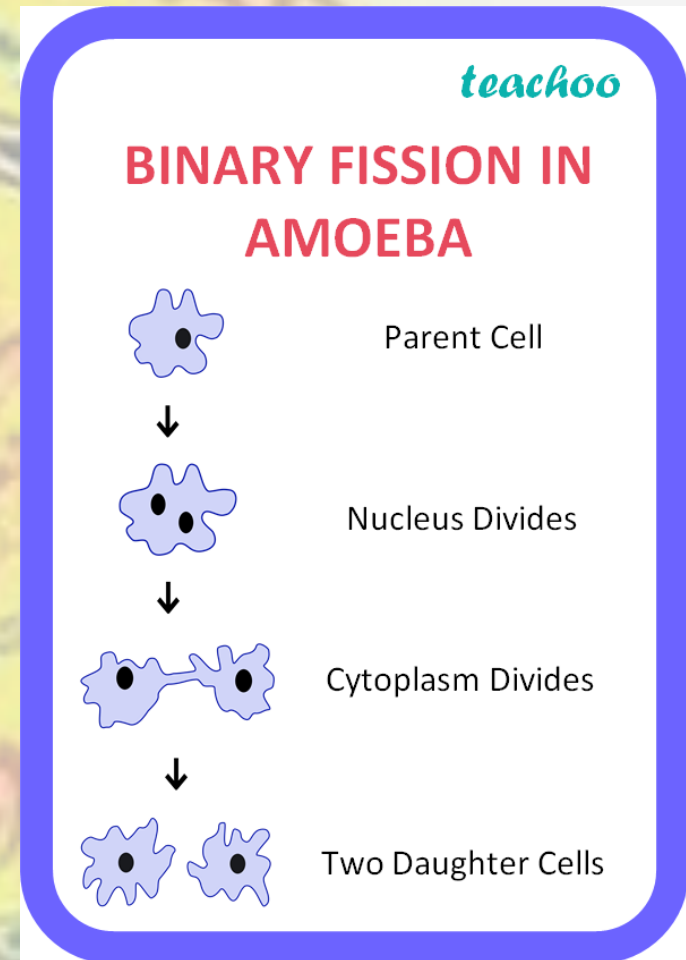 teachoo
BINARY FISSION IN
AMOEBA
Parent Cell
Nucleus Divides
Cytoplasm Divides
Two Daughter Cells